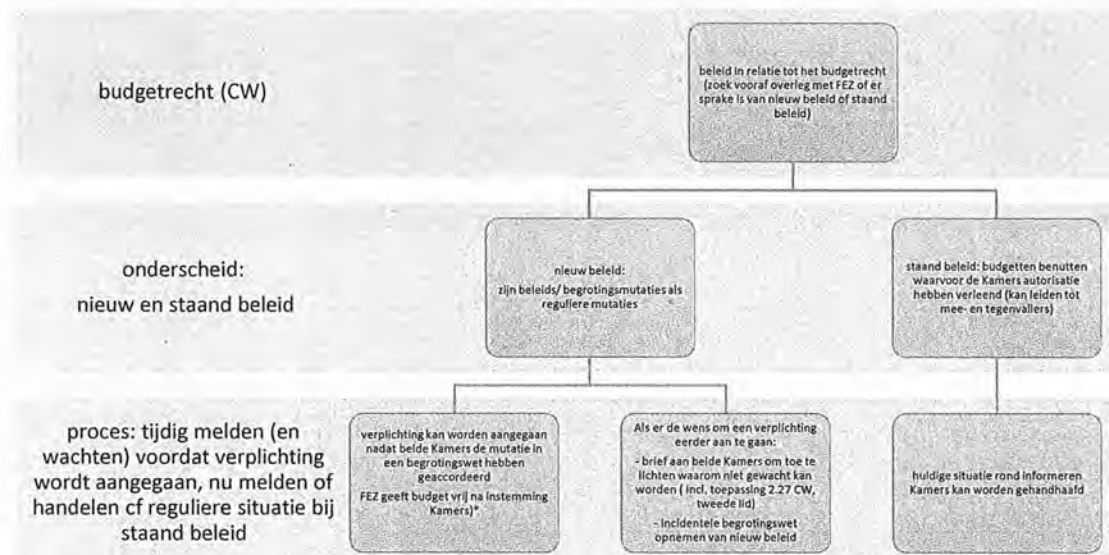 budgetrecht (CW)
beleid in relatie tot het budgetrecht
(zoek vooraf overleg met FEZ of er
sprake is van nieuw beleid of staand
beleid)
onderscheid:
nieuw en staand beleid
nieuw beleid:
zijn beleids/ begrotingsmutaties als
reguliere mutaties
staand beleid: budgetten benutten
waarvoor de Kamers autorisatie
hebben verleend (kan leiden tot
mee- en tegenvallers)
proces: tijdig melden (en
wachten) voordat verplichting
wordt aangegaan, nu melden of
handelen cf reguliere situatie bij
staand beleid
verplichting kan worden aangegaan
nadat beide Kamers de mutatie in
een begrotingswet hebben
geaccordeerd
FEZ geeft budget vrij na instemming
Kamers)*
Als er de wens om een verplichting
eerder aan te gaan:
- brief aan beide Kamers om toe te
lichten waarom niet gewacht kan
worden ( incl. toepassing 2.27 CW,
tweede lid)
- Incidentele begrotingswet
opnemen van nieuw beleid
huidige situatie rond informeren
Kamers kan worden gehandhaafd